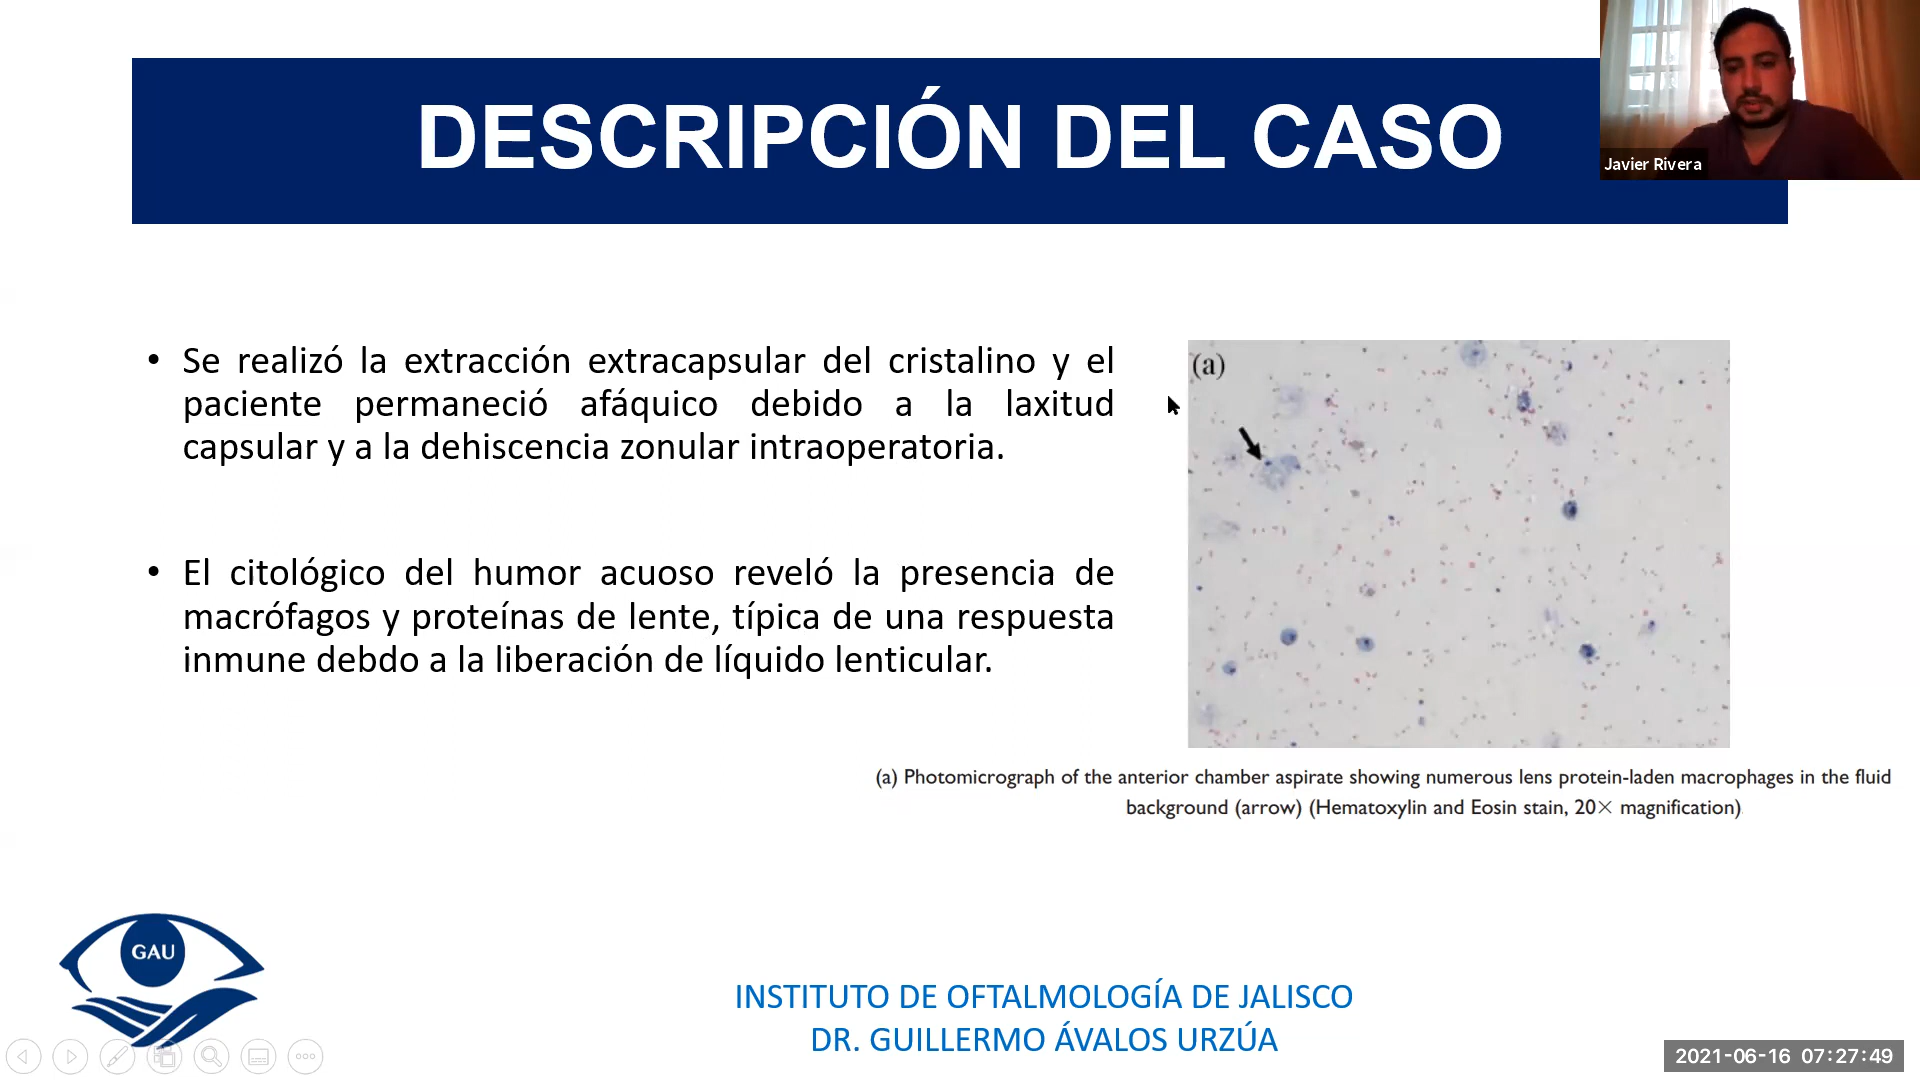 DESCRIPCIÓN DEL CASO
Javier Rivera
• Se realizó la extracción extracapsular del cristalino y el
paciente permaneció afáquico debido a la laxitud
capsular y a la dehiscencia zonular intraoperatoria.
• El citológico del humor acuoso reveló la presencia de
macrófagos y proteínas de lente, típica de una respuesta
inmune debdo a la liberación de líquido lenticular.
(a)
(a) Photomicrograph of the anterior chamber aspirate showing numerous lens protein-laden macrophages in the fluid
background (arrow) (Hematoxylin and Eosin stain, 20× magnification)
GAU
INSTITUTO DE OFTALMOLOGÍA DE JALISCO
DR. GUILLERMO ÁVALOS URZÚA
2021-06-16 07:27:49